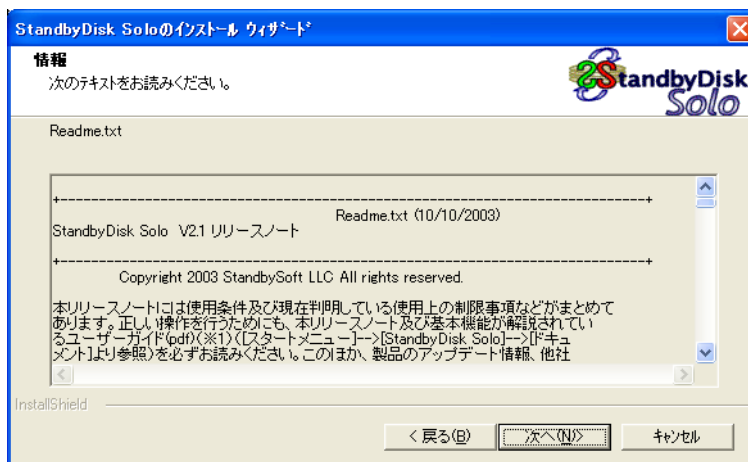 StandbyDisk Soloのインストール ウィザード
情報
次のテキストをお読みください。
StandbyDisk
Solo
Readme.txt
+--------------------------------------------------------------------------+
Readme.txt (10/10/2003)
StandbyDisk Solo V2.1 リリースノート
+--------------------------------------------------------------------------+
Copyright 2003 StandbySoft LLC All rights reserved.
本リリースノートには使用条件及び現在判明している使用上の制限事項などがまとめて
あります。正しい操作を行うためにも、本リリースノート及び基本機能が解説されてい
るユーザーガイド(pdf)(※1)([スタートメニュー]-->[StandbyDisk Solo]-->[ドキュ
メント]より参照)を必ずお読みください。このほか、製品のアップデート情報、他社
InstallShield
< 戻る(B)
次へ(N)>
キャンセル